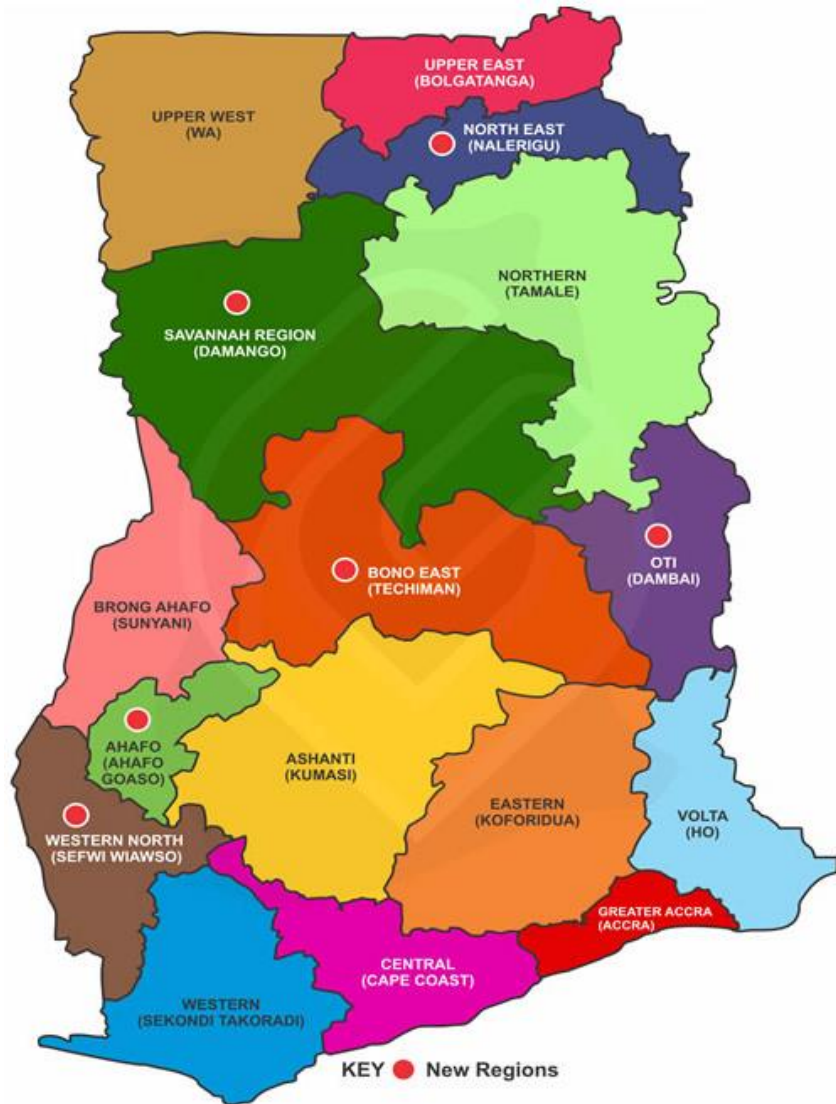 UPPER EAST
(BOLGATANGA)
UPPER WEST
(WA)
NORTH EAST
(NALERIGU)
NORTHERN
(TAMALE)
SAVANNAH REGION
(DAMANGO)
BONO EAST
(TECHIMAN)
OTI
(DAMBAI)
BRONG AHAFO
(SUNYANI)
AHAFO
(AHAFO
GOASO)
ASHANTI
(KUMASI)
EASTERN
(KOFORIDUA)
VOLTA
(HO)
WESTERN NORTH
(SEFWI WIAWSO)
GREATER ACCRA
(ACCRA)
CENTRAL
(CAPE COAST)
WESTERN
(SEKONDI TAKORADI)
KEY New Regions